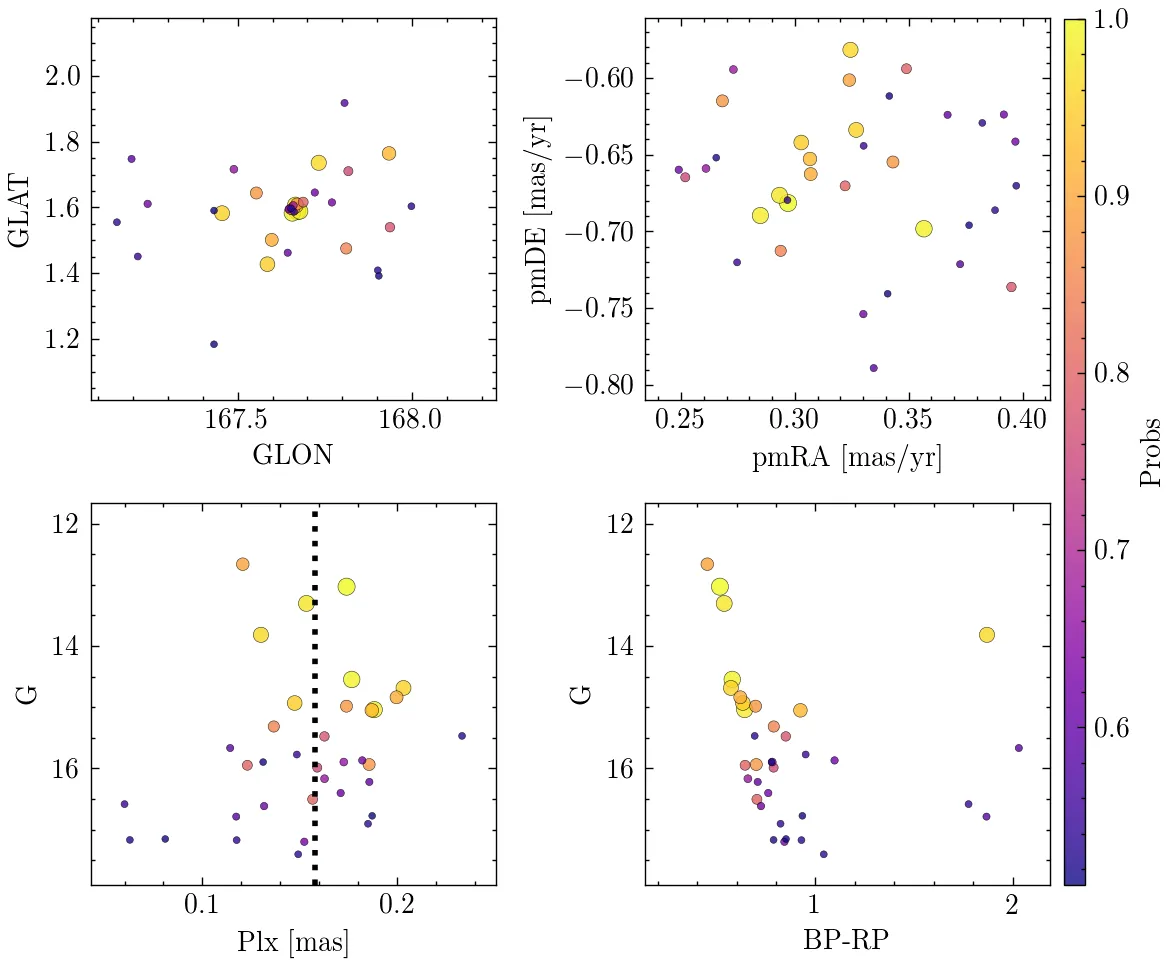 2.0
1.8
1.6
1.4
1.2
GLAT
167.5 168.0
GLON
−0.60
−0.65
−0.70
−0.75
−0.80
pmDE [mas/yr]
0.25 0.30 0.35 0.40
pmRA [mas/yr]
1.0
0.9
0.8
0.7
0.6
Probs
12
14
16
G
0.1 0.2
Plx [mas]
12
14
16
G
1 2
BP-RP